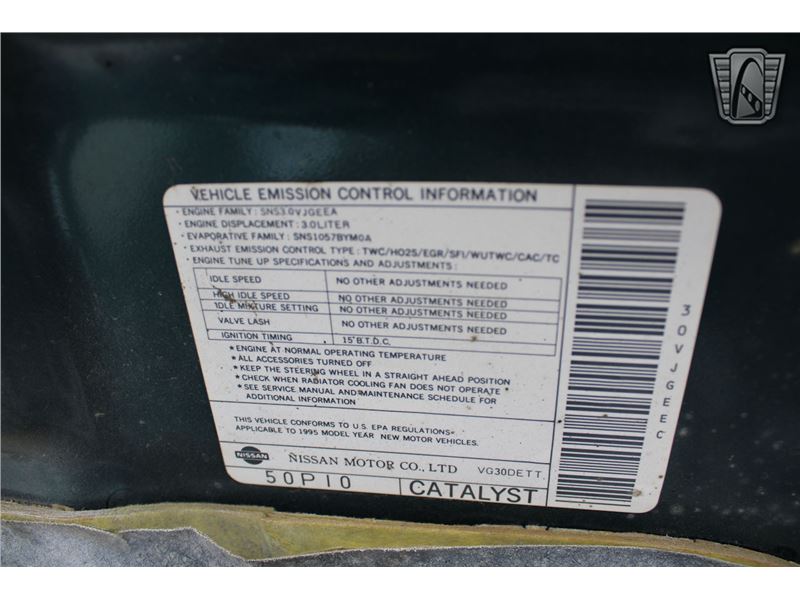 VEHICLE EMISSION CONTROL INFORMATION
• ENGINE FAMILY : SNS3.0VJGEEA
• ENGINE DISPLACEMENT : 3.0LITER
• EVAPORATIVE FAMILY : SNS1057BYM0A
• EXHAUST EMISSION CONTROL TYPE : TWC/HO2S/EGR/SFI/WUTWC/CAC/TC
• ENGINE TUNE UP SPECIFICATIONS AND ADJUSTMENTS :
IDLE SPEED NO OTHER ADJUSTMENTS NEEDED
HIGH IDLE SPEED NO OTHER ADJUSTMENTS NEEDED
IDLE MIXTURE SETTING NO OTHER ADJUSTMENTS NEEDED
VALVE LASH NO OTHER ADJUSTMENTS NEEDED
IGNITION TIMING 15° B.T.D.C.
* ENGINE AT NORMAL OPERATING TEMPERATURE
* ALL ACCESSORIES TURNED OFF
* KEEP THE STEERING WHEEL IN A STRAIGHT AHEAD POSITION
* CHECK WHEN RADIATOR COOLING FAN DOES NOT OPERATE
* SEE SERVICE MANUAL AND MAINTENANCE SCHEDULE FOR
ADDITIONAL INFORMATION
THIS VEHICLE CONFORMS TO U.S. EPA REGULATIONS
APPLICABLE TO 1995 MODEL YEAR NEW MOTOR VEHICLES.
NISSAN NISSAN MOTOR CO., LTD VG30DETT
50P10 CATALYST
30VJGEEC